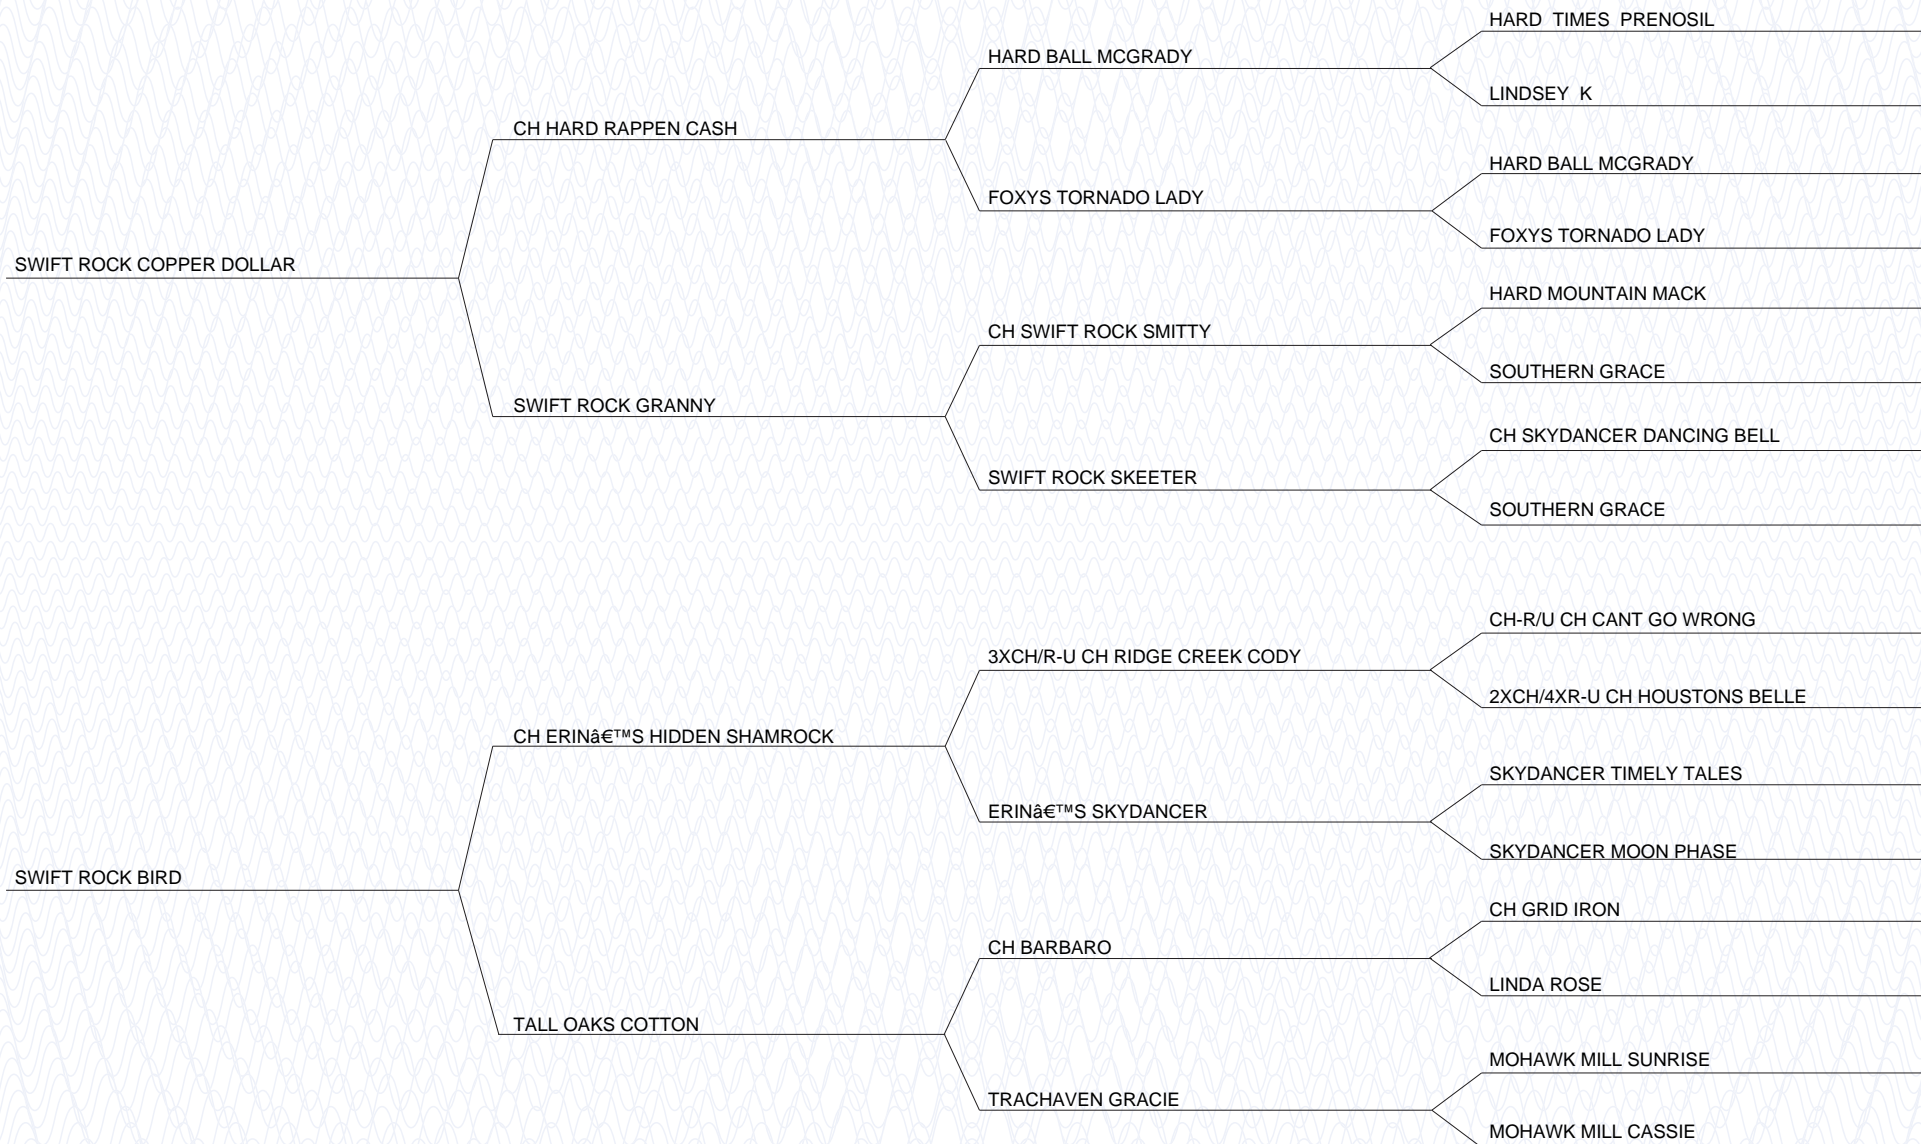 HARD  TIMES  PRENOSIL
HARD BALL MCGRADY
LINDSEY  K
CH HARD RAPPEN CASH
HARD BALL MCGRADY
FOXYS TORNADO LADY
FOXYS TORNADO LADY
SWIFT ROCK COPPER DOLLAR
HARD MOUNTAIN MACK
CH SWIFT ROCK SMITTY
SOUTHERN GRACE
SWIFT ROCK GRANNY
CH SKYDANCER DANCING BELL
SWIFT ROCK SKEETER
SOUTHERN GRACE
CH-R/U CH CANT GO WRONG
3XCH/R-U CH RIDGE CREEK CODY
2XCH/4XR-U CH HOUSTONS BELLE
CH ERINâ€™S HIDDEN SHAMROCK
SKYDANCER TIMELY TALES
ERINâ€™S SKYDANCER
SKYDANCER MOON PHASE
SWIFT ROCK BIRD
CH GRID IRON
CH BARBARO
LINDA ROSE
TALL OAKS COTTON
MOHAWK MILL SUNRISE
TRACHAVEN GRACIE
MOHAWK MILL CASSIE